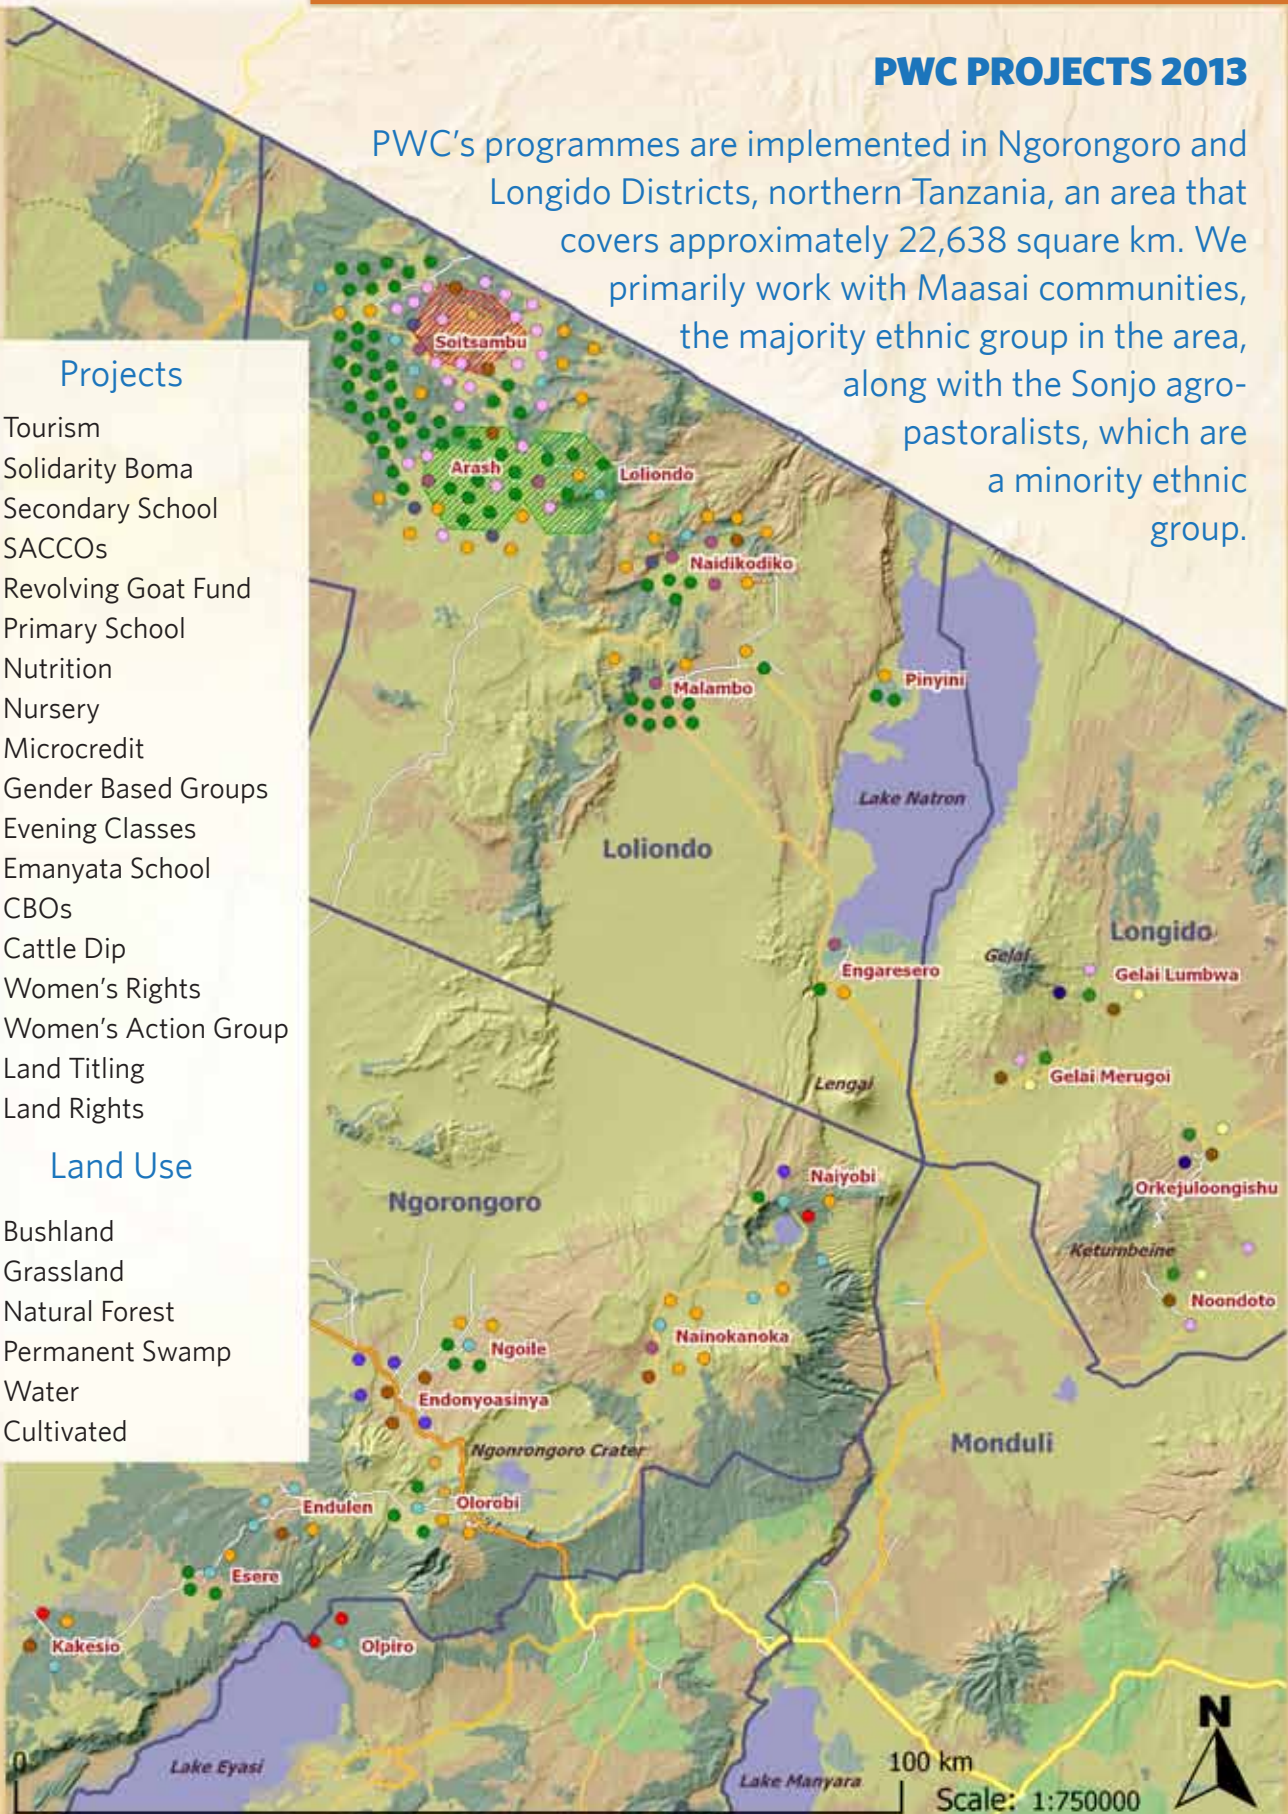 PWC PROJECTS 2013
PWC's programmes are implemented in Ngorongoro and
Longido Districts, northern Tanzania, an area that
covers approximately 22,638 square km. We
primarily work with Maasai communities,
the majority ethnic group in the area,
along with the Sonjo agro-
pastoralists, which are
a minority ethnic
group.
Projects
Tourism
Solidarity Boma
Secondary School
SACCOs
Revolving Goat Fund
Primary School
Nutrition
Nursery
Microcredit
Gender Based Groups
Evening Classes
Emanyata School
CBOs
Cattle Dip
Women's Rights
Women's Action Group
Land Titling
Land Rights
Land Use
Bushland
Grassland
Natural Forest
Permanent Swamp
Water
Cultivated
Soitsambu
Arash
Loliondo
Naidikodiko
Malambo
Pinyini
Lake Natron
Loliondo
Longido
Engaresero
Gelai
Gelai Lumbwa
Gelai Merugoi
Lengai
Naiyobi
Orkejuloongishu
Ngorongoro
Ketumbeine
Noondoto
Nainokanoka
Ngoile
Endonyoasinya
Ngonrongoro Crater
Monduli
Endulen
Olorobi
Esere
Kakesio
Olpiro
Lake Eyasi
Lake Manyara
N
0
100 km
Scale: 1:750000